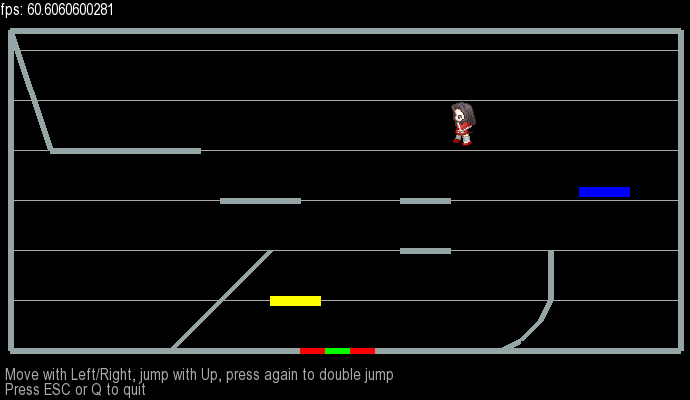 fps: 60.6060600281
Move with Left/Right, jump with Up, press again to double jump
Press ESC or Q to quit